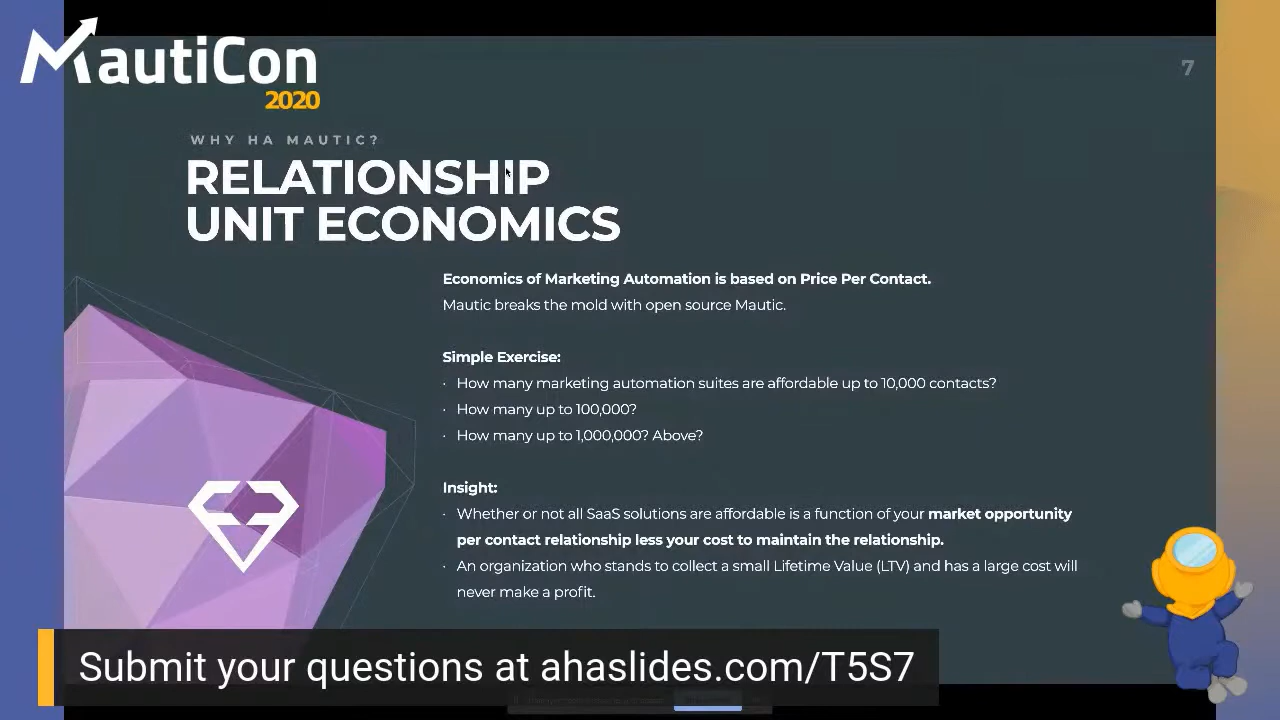 MautiCon
2020
7
WHY HA MAUTIC?
RELATIONSHIP
UNIT ECONOMICS
Economics of Marketing Automation is based on Price Per Contact.
Mautic breaks the mold with open source Mautic.
Simple Exercise:
· How many marketing automation suites are affordable up to 10,000 contacts?
· How many up to 100,000?
· How many up to 1,000,000? Above?
Insight:
· Whether or not all SaaS solutions are affordable is a function of your market opportunity
per contact relationship less your cost to maintain the relationship.
· An organization who stands to collect a small Lifetime Value (LTV) and has a large cost will
never make a profit.
Submit your questions at ahaslides.com/T5S7